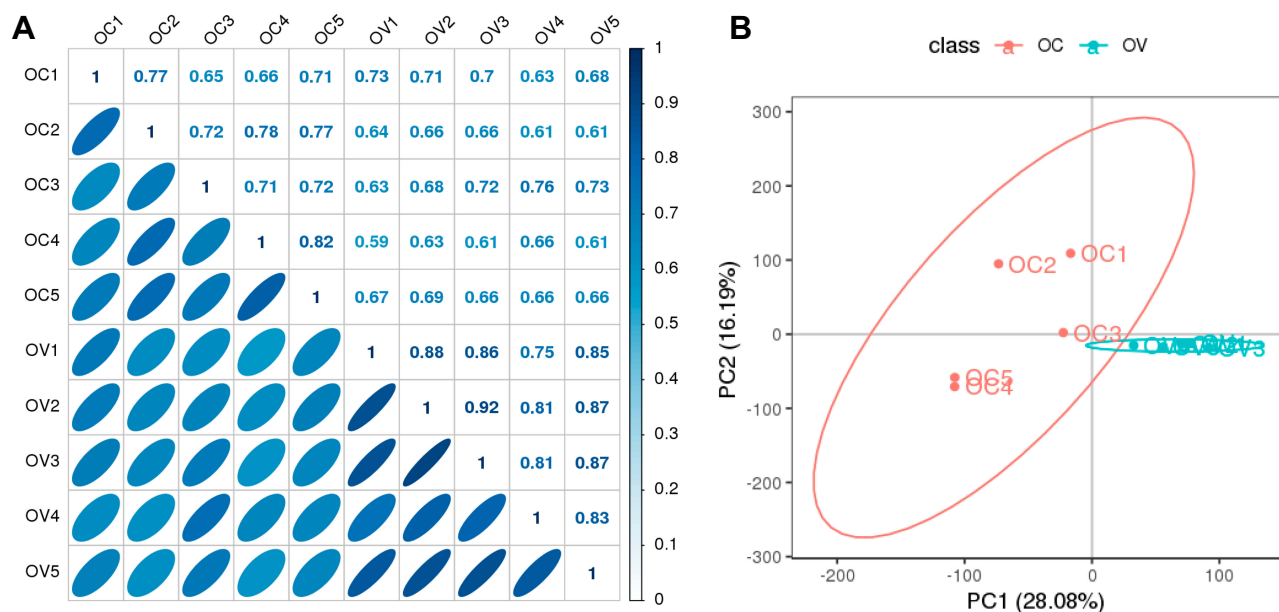 A
OC1 OC2 OC3 OC4 OC5 OV1 OV2 OV3 OV4 OV5
OC1 1 0.77 0.65 0.66 0.71 0.73 0.71 0.7 0.63 0.68
OC2 1 0.72 0.78 0.77 0.64 0.66 0.66 0.61 0.61
OC3 1 0.71 0.72 0.63 0.68 0.72 0.76 0.73
OC4 1 0.82 0.59 0.63 0.61 0.66 0.61
OC5 1 0.67 0.69 0.66 0.66 0.66
OV1 1 0.88 0.86 0.75 0.85
OV2 1 0.92 0.81 0.87
OV3 1 0.81 0.87
OV4 1 0.83
OV5 1
1
0.9
0.8
0.7
0.6
0.5
0.4
0.3
0.2
0.1
0
B
class a OC a OV
PC2 (16.19%)
300
200
100
0
-100
-200
-300
OC1
OC2
OC3
OC5
OC4
-200 -100 0 100
PC1 (28.08%)